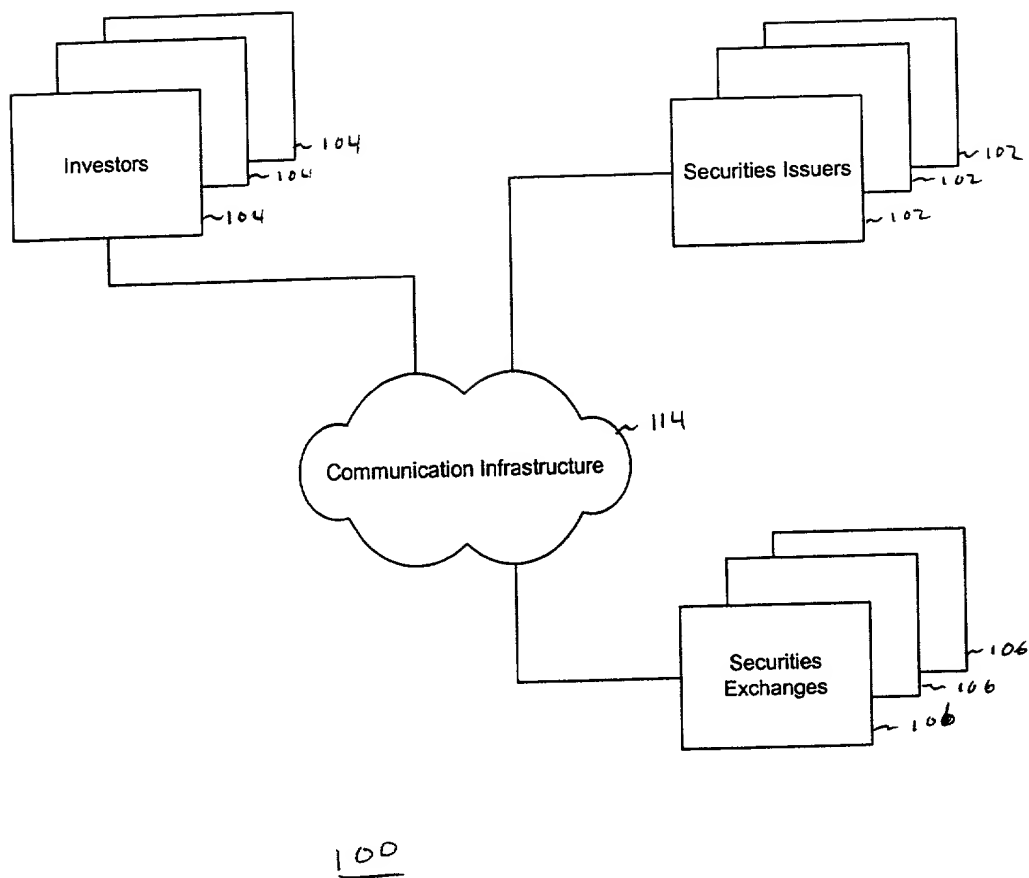 104
104
Investors
104
102
102
Securities Issuers
102
114
Communication Infrastructure
106
106
Securities
Exchanges
106
100